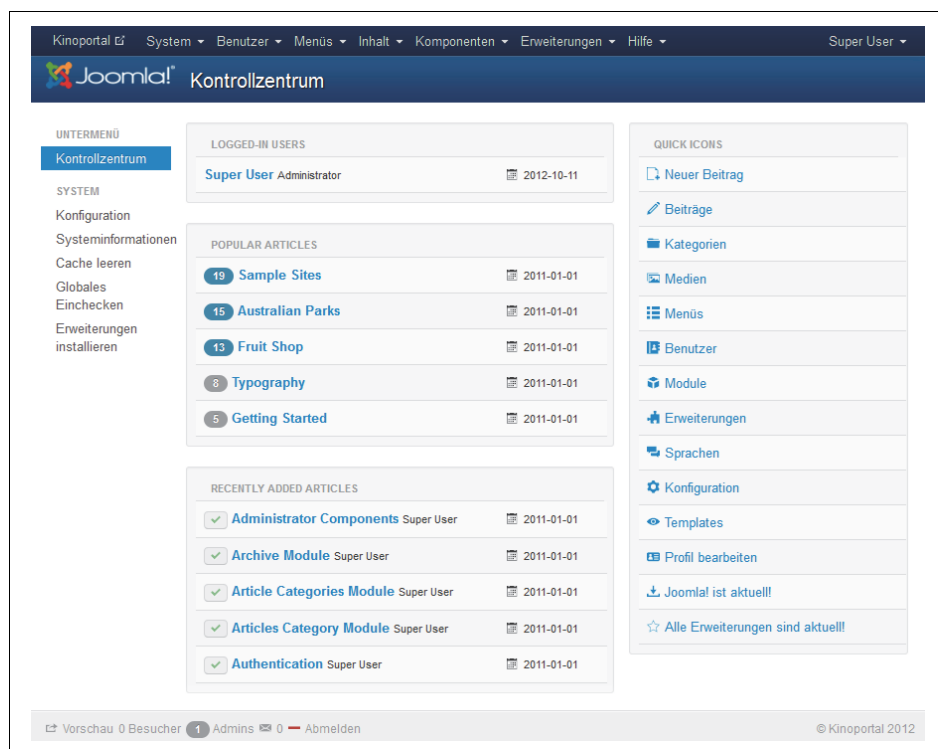 Kinoportal System Benutzer Menüs Inhalt Komponenten Erweiterungen Hilfe Super User
Joomla!® Kontrollzentrum
UNTERMENÜ
Kontrollzentrum
SYSTEM
Konfiguration
Systeminformationen
Cache leeren
Globales
Einchecken
Erweiterungen
installieren
LOGGED-IN USERS
Super User Administrator 2012-10-11
POPULAR ARTICLES
19 Sample Sites 2011-01-01
15 Australian Parks 2011-01-01
13 Fruit Shop 2011-01-01
8 Typography 2011-01-01
5 Getting Started 2011-01-01
RECENTLY ADDED ARTICLES
Administrator Components Super User 2011-01-01
Archive Module Super User 2011-01-01
Article Categories Module Super User 2011-01-01
Articles Category Module Super User 2011-01-01
Authentication Super User 2011-01-01
QUICK ICONS
Neuer Beitrag
Beiträge
Kategorien
Medien
Menüs
Benutzer
Module
Erweiterungen
Sprachen
Konfiguration
Templates
Profil bearbeiten
Joomla! ist aktuell!
Alle Erweiterungen sind aktuell!
Vorschau 0 Besucher 1 Admins 0 Abmelden © Kinoportal 2012